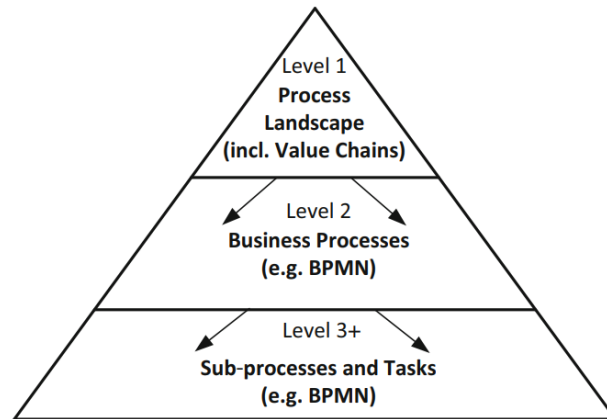 Level 1
Process
Landscape
(incl. Value Chains)
Level 2
Business Processes
(e.g. BPMN)
Level 3+
Sub-processes and Tasks
(e.g. BPMN)